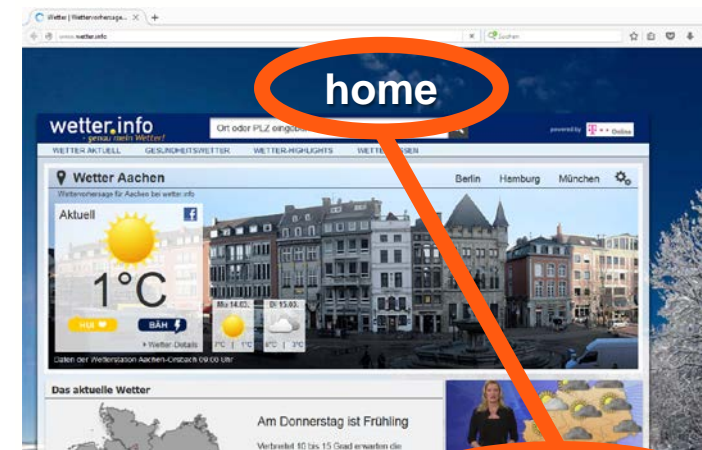 Wetter | Wettervorhersage... × +
www.wetter.info
Suchen
home
wetter.info
genau mein Wetter!
Ort oder PLZ eingeben
powered by T Online
WETTER AKTUELL GESUNDHEITSWETTER WETTER-HIGHLIGHTS
Wetter Aachen
Berlin Hamburg München
Wettervorhersage für Aachen bei wetter.info
Aktuell
1°C
HUI BÄH
Wetter-Details
Mo 14.03. Di 15.03.
7°C | 1°C 8°C | 3°C
Daten der Wetterstation Aachen-Orsbach 09:00 Uhr
Das aktuelle Wetter
Am Donnerstag ist Frühling
Verbreitet 10 bis 15 Grad erwarten die